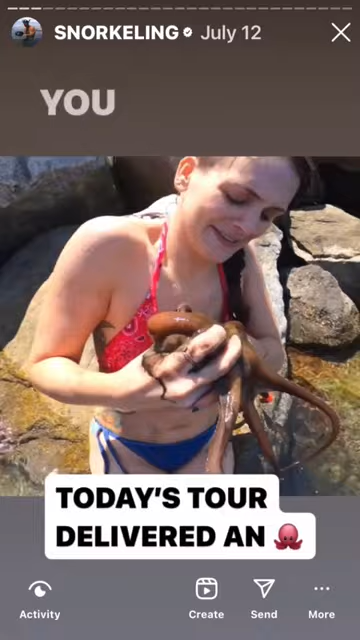 SNORKELING July 12
YOU
TODAY'S TOUR
DELIVERED AN 🐙
Activity Create Send More